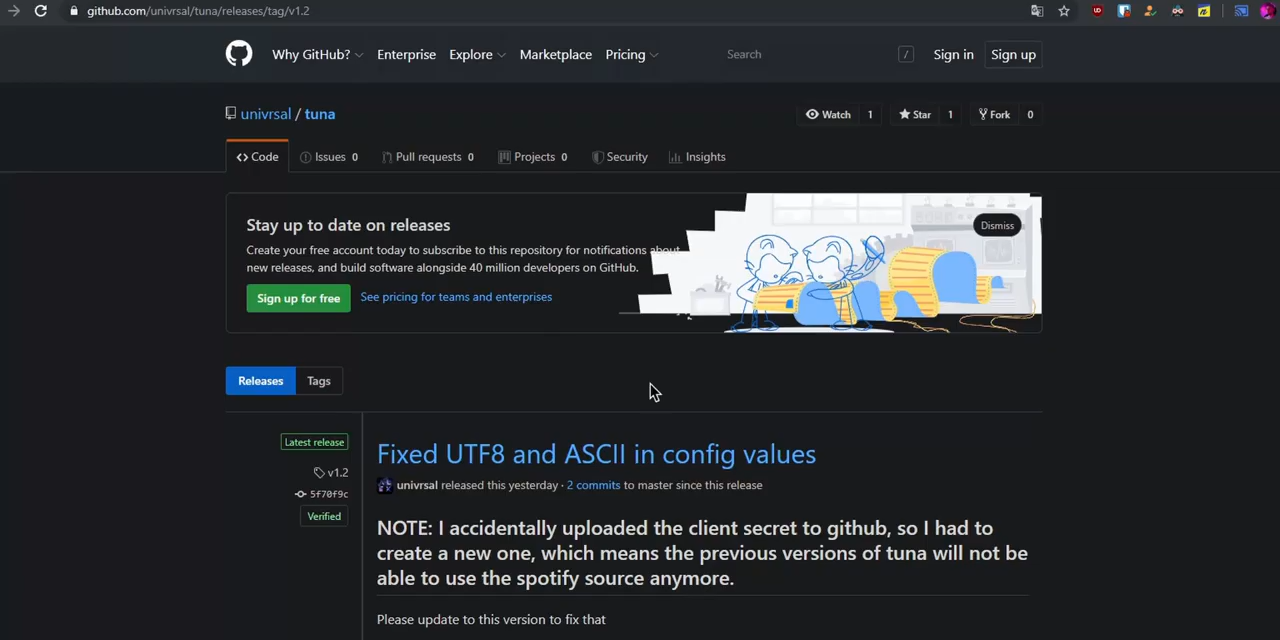 github.com/univrsal/tuna/releases/tag/v1.2
Why GitHub? Enterprise Explore Marketplace Pricing Search / Sign in Sign up
univrsal / tuna Watch 1 Star 1 Fork 0
Code Issues 0 Pull requests 0 Projects 0 Security Insights
Stay up to date on releases
Dismiss
Create your free account today to subscribe to this repository for notifications about
new releases, and build software alongside 40 million developers on GitHub.
Sign up for free See pricing for teams and enterprises
Releases Tags
Latest release
v1.2
5f70f9c
Verified
Fixed UTF8 and ASCII in config values
univrsal released this yesterday · 2 commits to master since this release
NOTE: I accidentally uploaded the client secret to github, so I had to
create a new one, which means the previous versions of tuna will not be
able to use the spotify source anymore.
Please update to this version to fix that